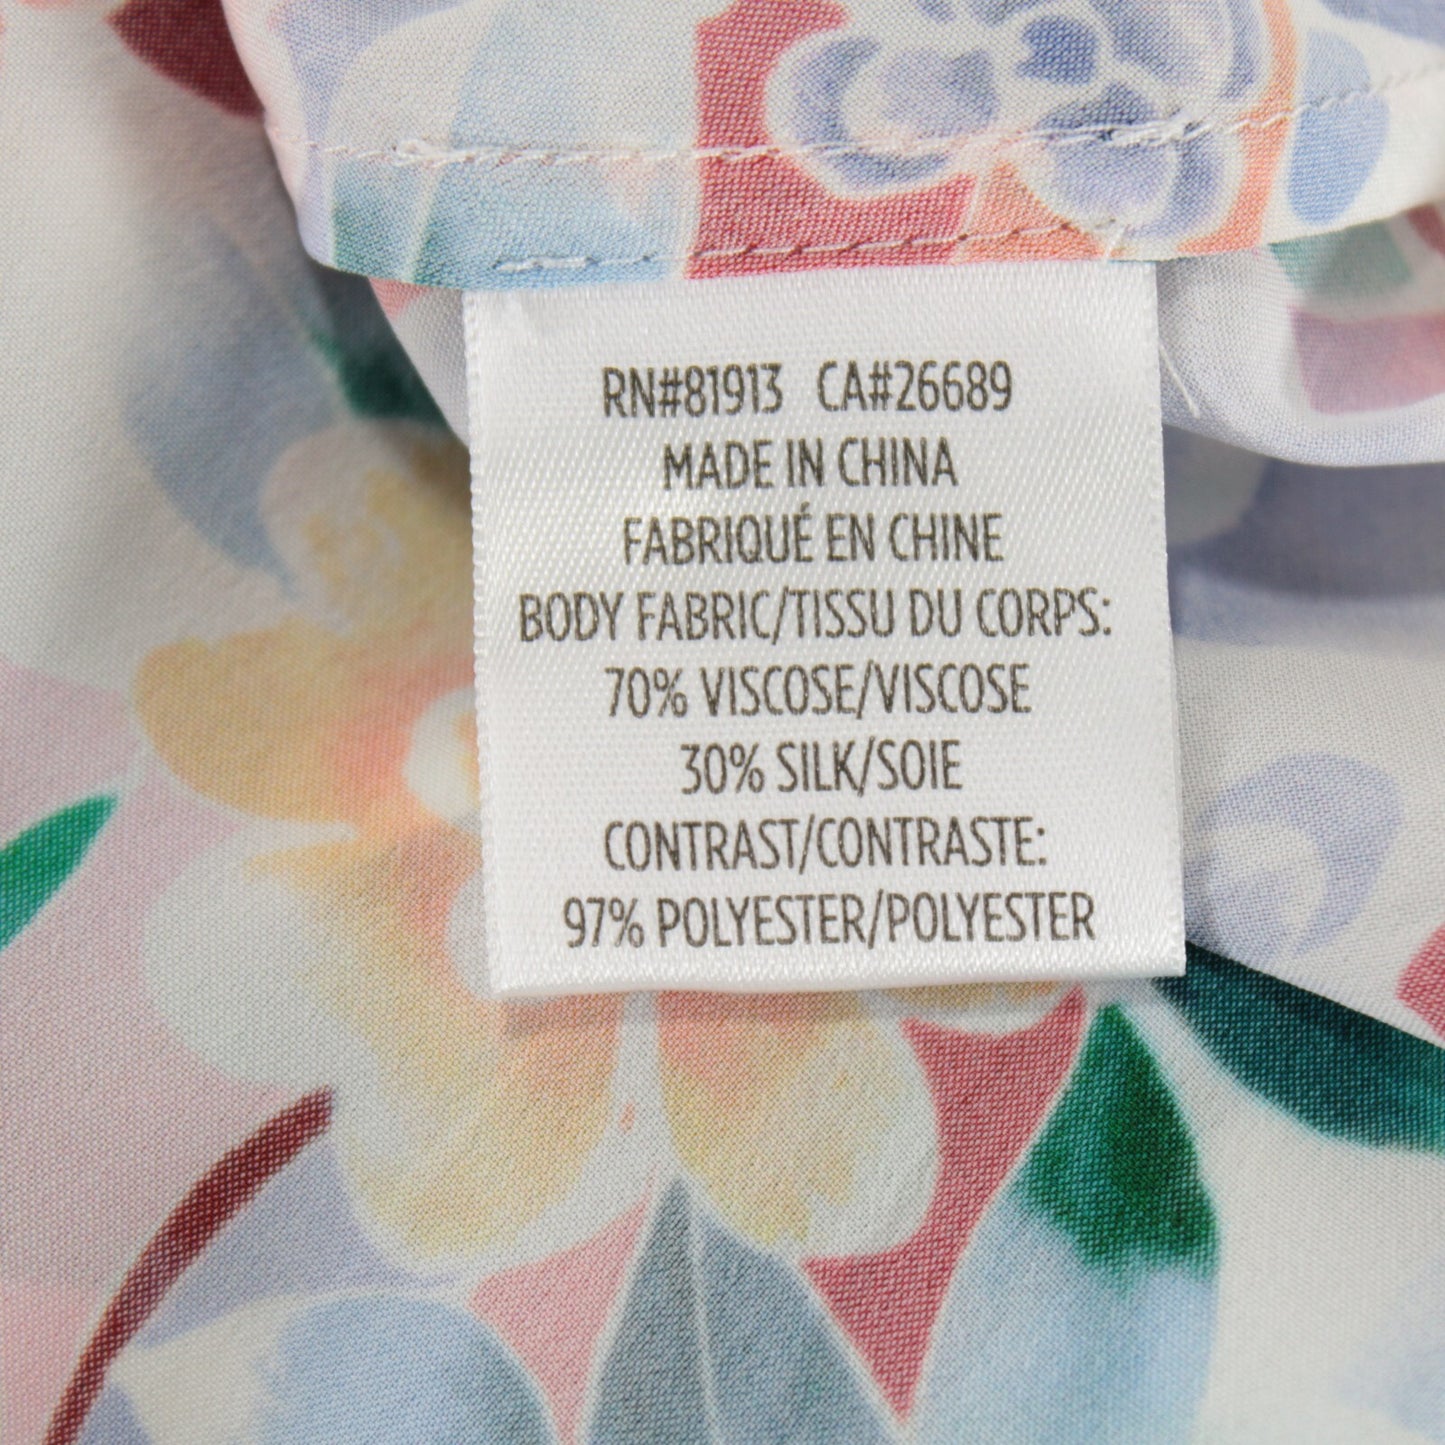 RN#81913 CA#26689
MADE IN CHINA
FABRIQUÉ EN CHINE
BODY FABRIC/TISSU DU CORPS:
70% VISCOSE/VISCOSE
30% SILK/SOIE
CONTRAST/CONTRASTE:
97% POLYESTER/POLYESTER